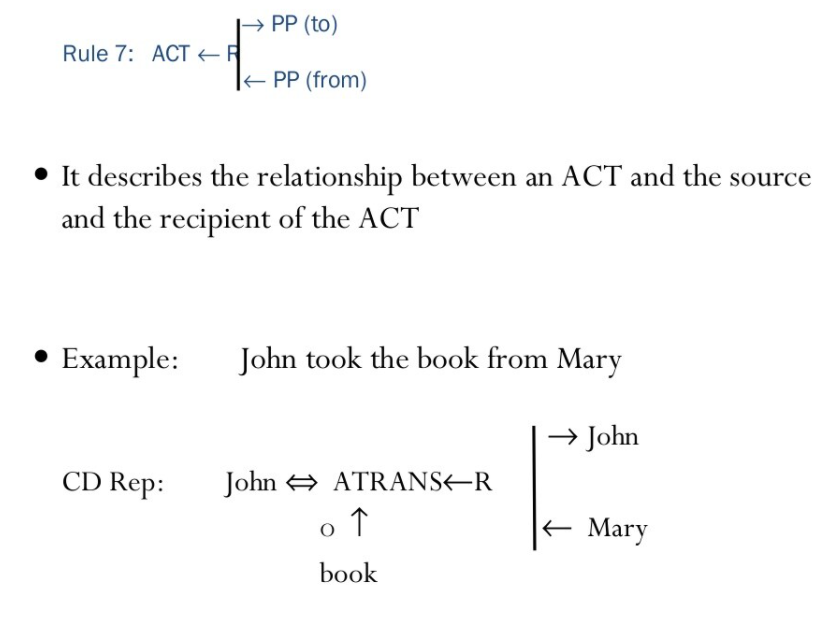 → PP (to)
Rule 7: ACT ← R
← PP (from)
• It describes the relationship between an ACT and the source
and the recipient of the ACT
• Example: John took the book from Mary
→ John
CD Rep: John ⇔ ATRANS←R
o ↑
← Mary
book